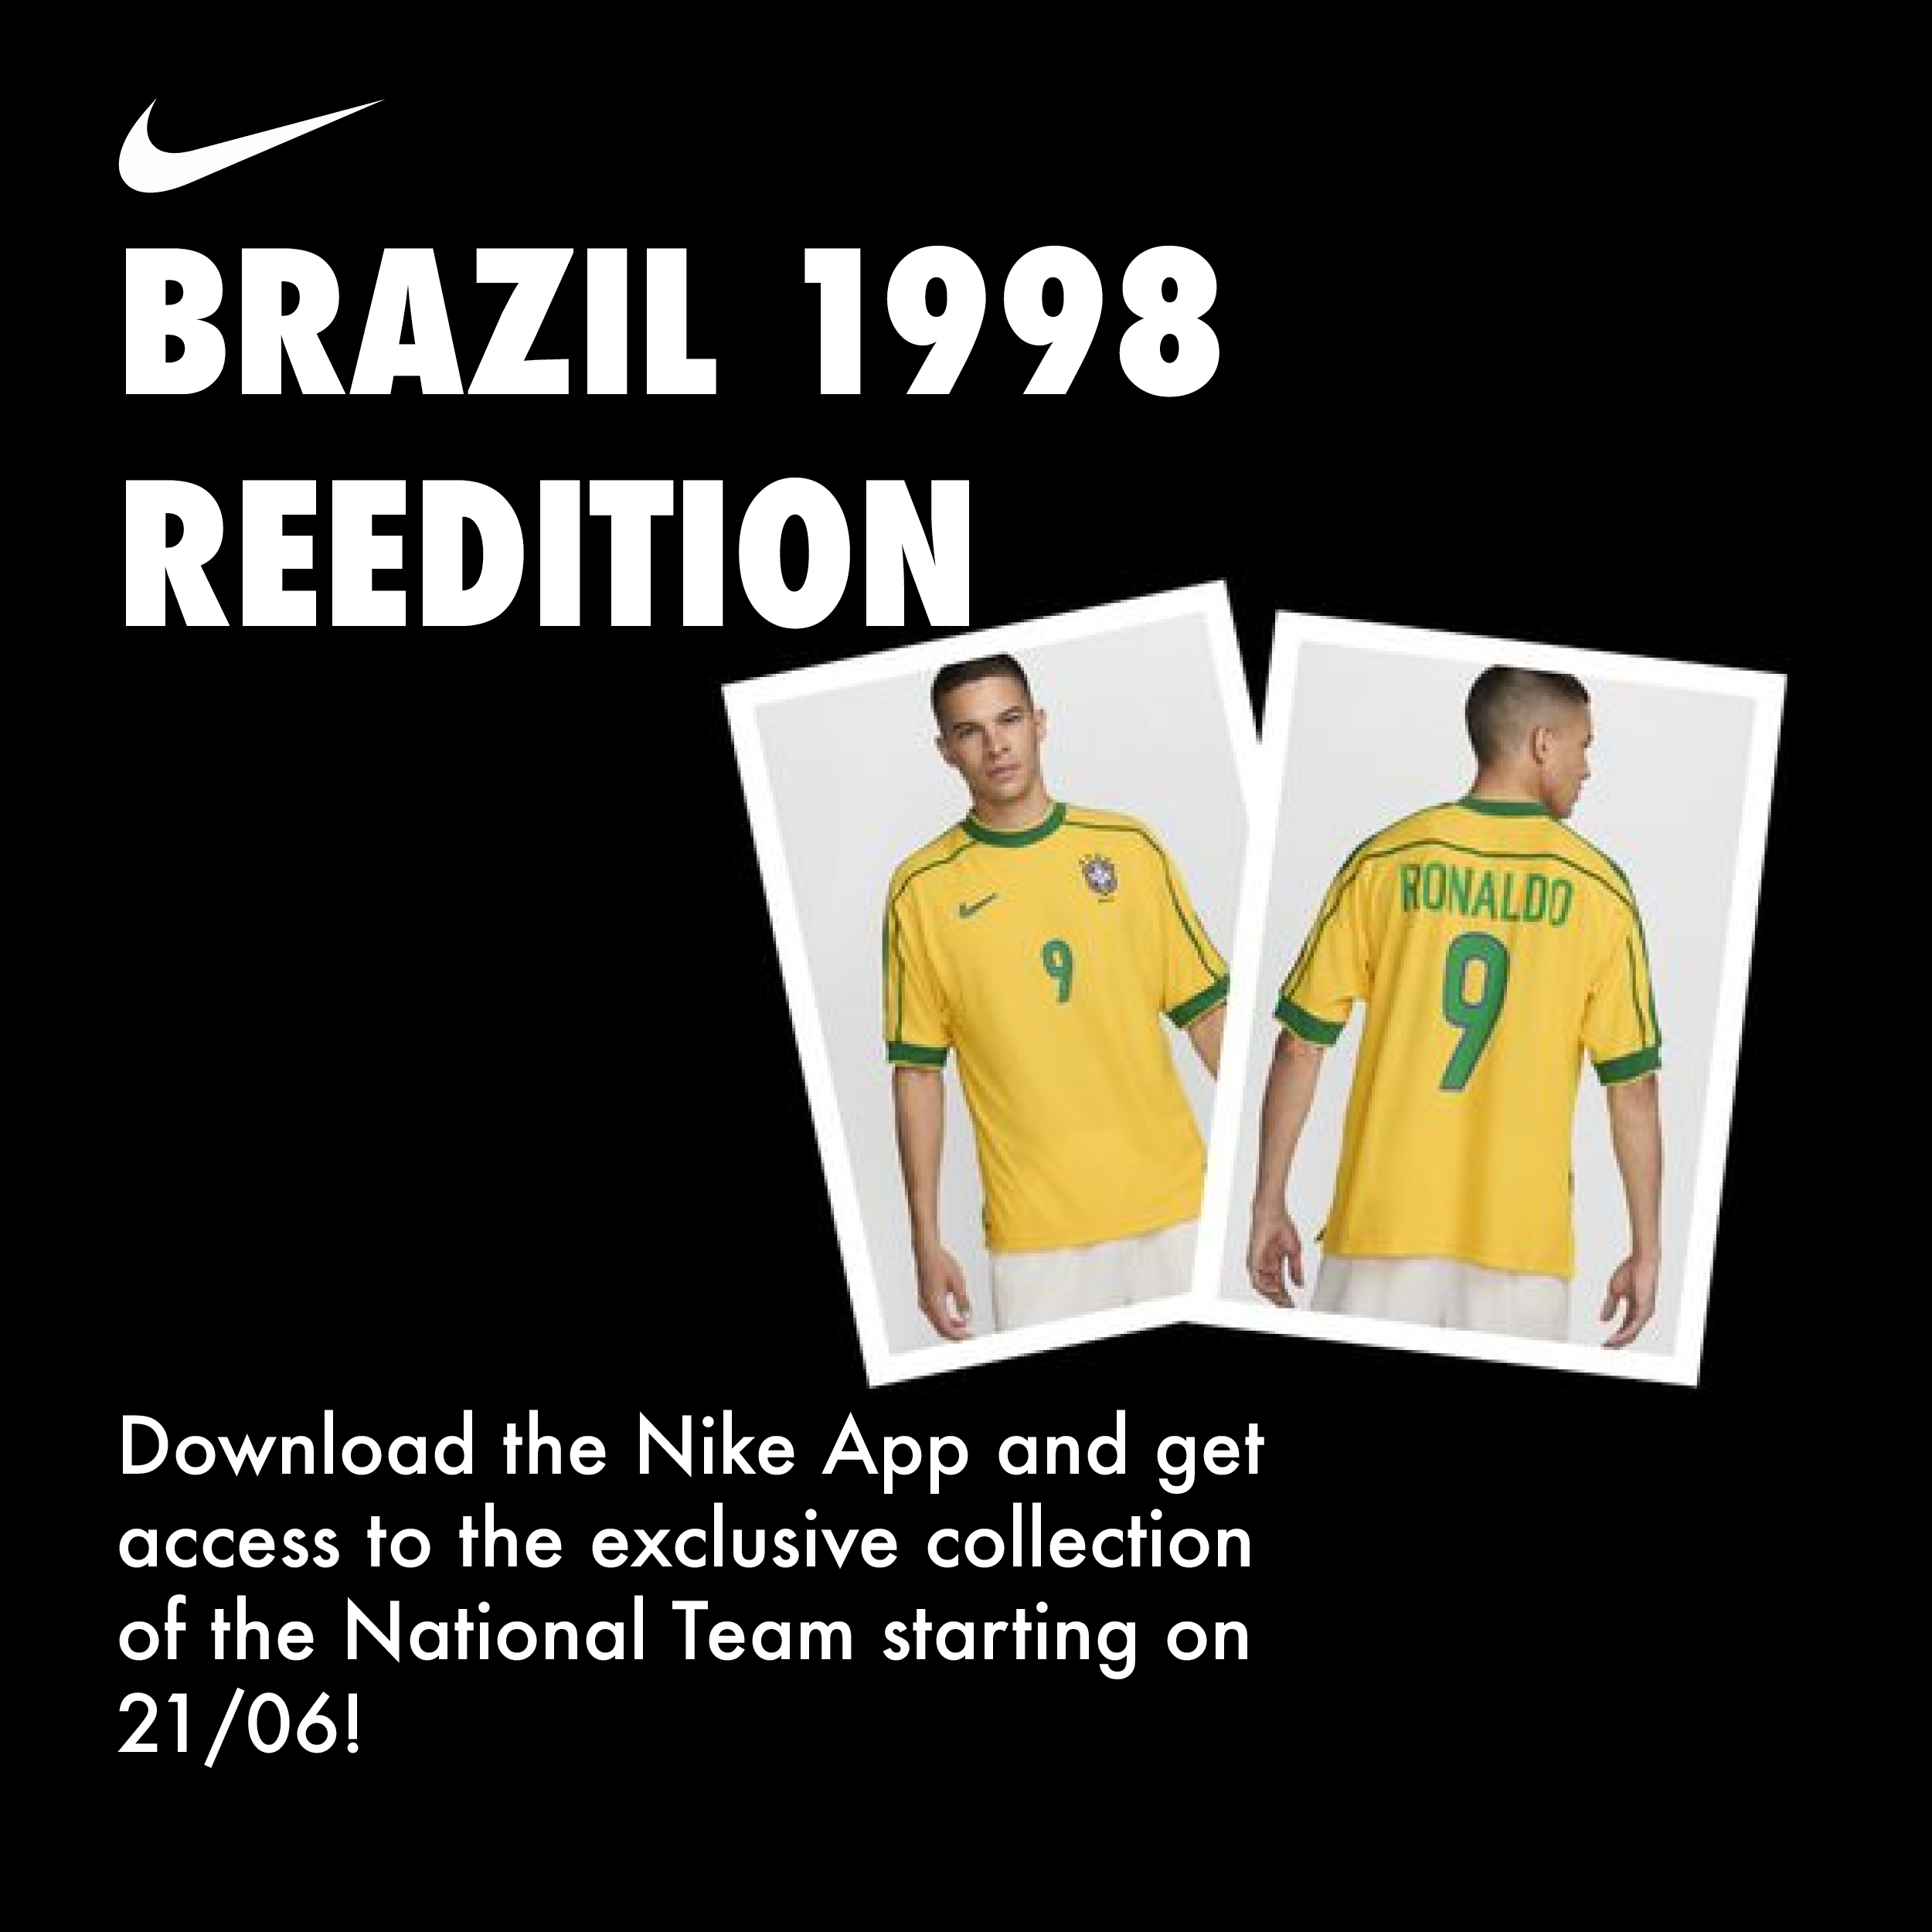 BRAZIL 1998
REEDITION
9
RONALDO
9
Download the Nike App and get
access to the exclusive collection
of the National Team starting on
21/06!